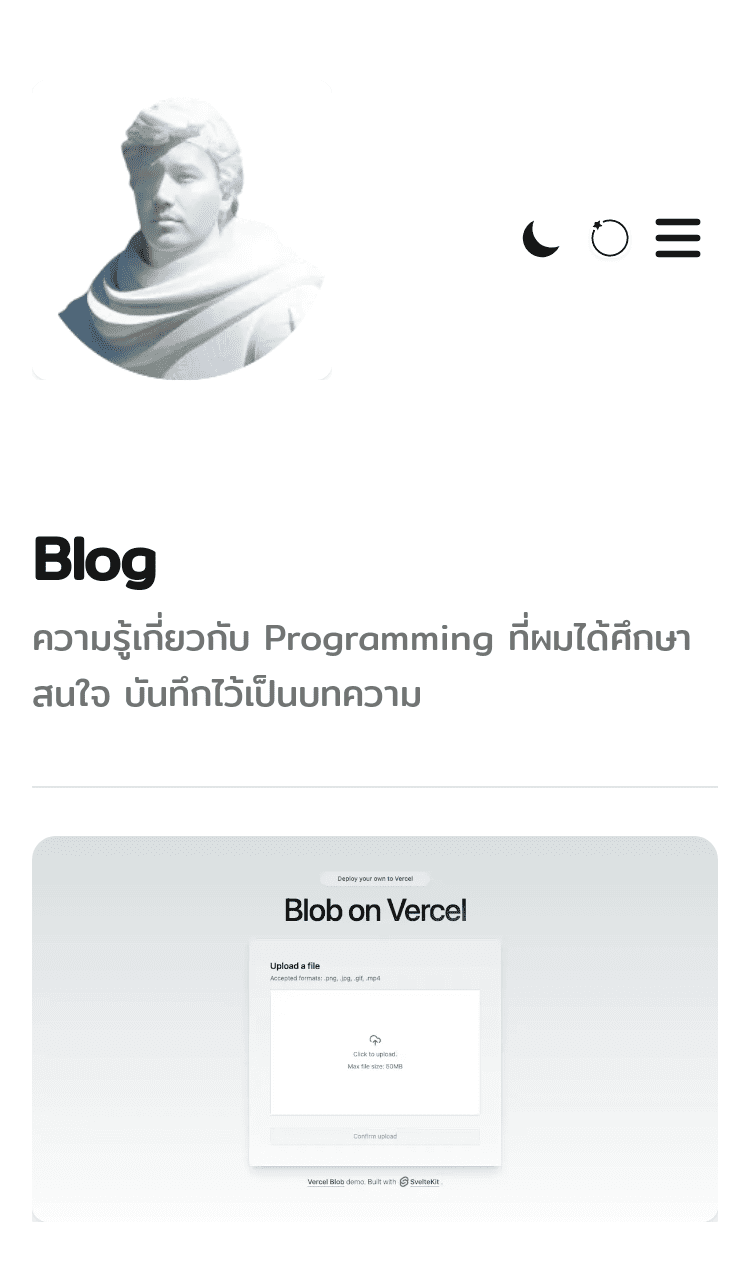 Blog
ความรู้เกี่ยวกับ Programming ที่ผมได้ศึกษา
สนใจ บันทึกไว้เป็นบทความ
Deploy your own to Vercel
Blob on Vercel
Upload a file
Accepted formats: .png, .jpg, .gif, .mp4
Click to upload.
Max file size: 50MB
Confirm upload
Vercel Blob demo. Built with SvelteKit